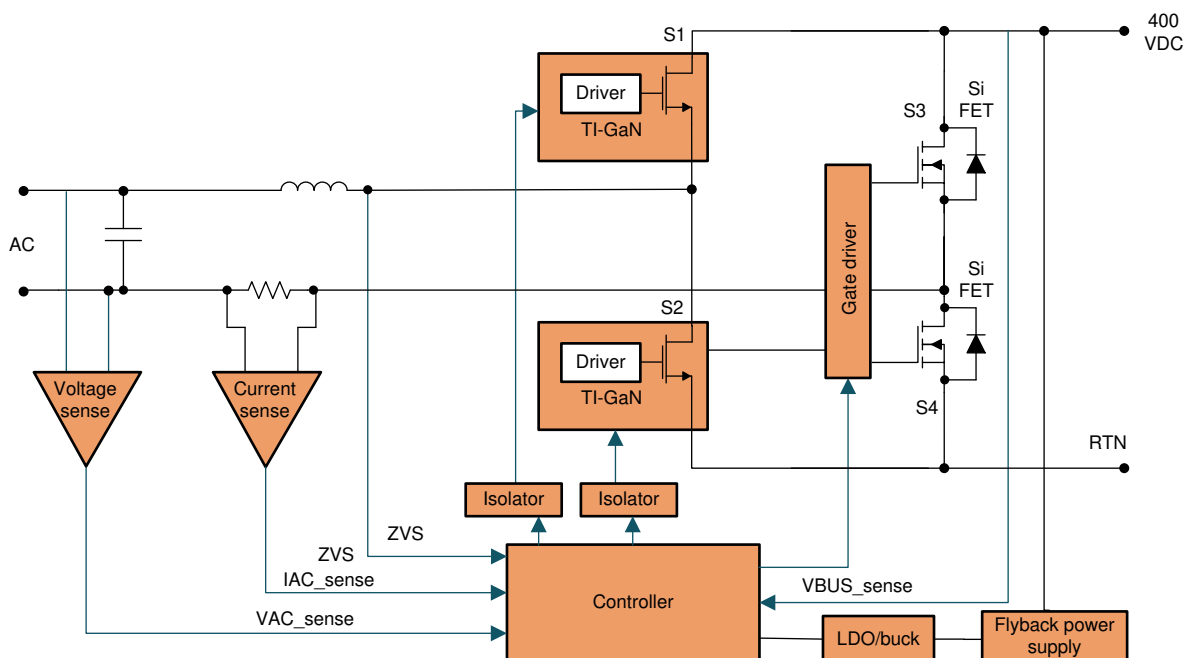 400
VDC
S1
Driver
TI-GaN
Si
FET
S3
AC
Gate driver
Si
FET
S2
Driver
TI-GaN
S4
Voltage
sense
Current
sense
RTN
Isolator
Isolator
ZVS
ZVS
IAC_sense
VAC_sense
Controller
VBUS_sense
LDO/buck
Flyback power
supply